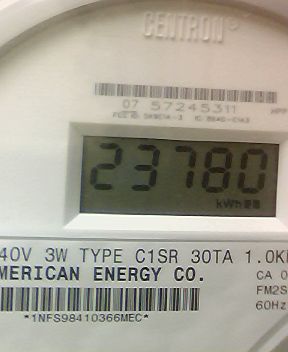 CENTRON®
07 57245311
23780
kWh
40V 3W TYPE C1SR 30TA 1.0K
MERICAN ENERGY CO.
CA 0
FM2S
60Hz
*1NFS98410366MEC*